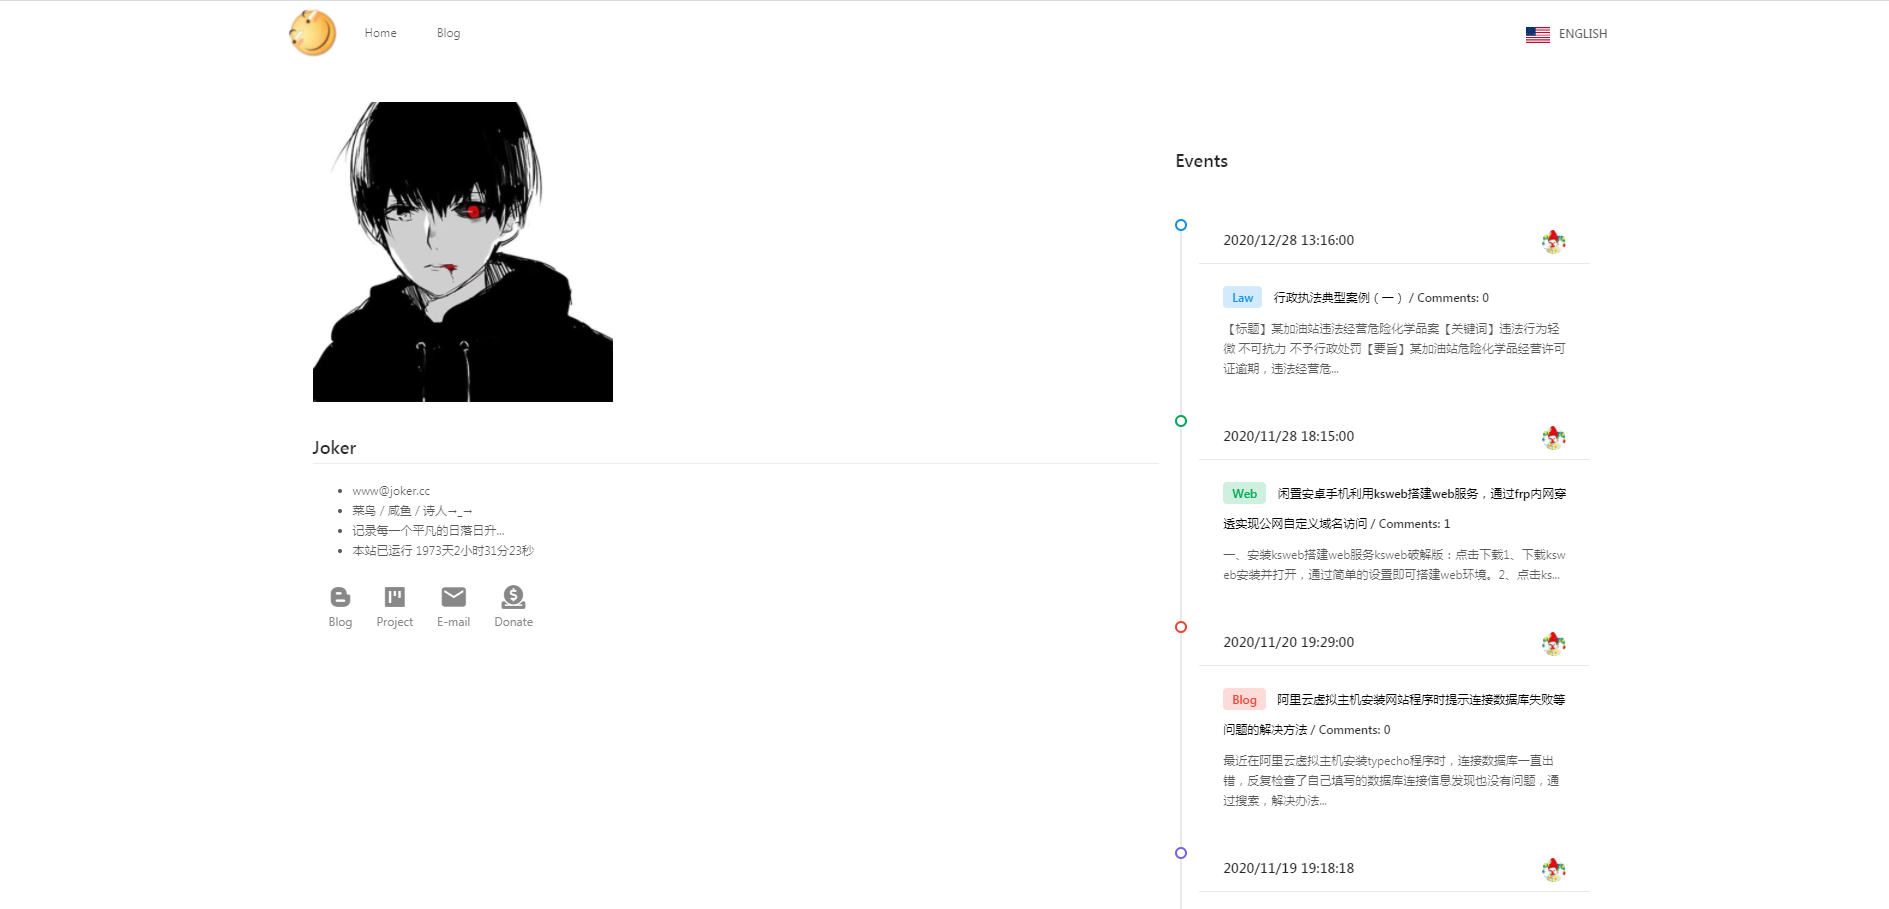 Home
Blog
ENGLISH
Joker
www@joker.cc
菜鸟 / 咸鱼 / 诗人→_→
记录每一个平凡的日落日升...
本站已运行 1973天2小时31分23秒
Blog
Project
E-mail
Donate
Events
2020/12/28 13:16:00
Law 行政执法典型案例（一） / Comments: 0
【标题】某加油站违法经营危险化学品案【关键词】违法行为轻
微 不可抗力 不予行政处罚【要旨】某加油站危险化学品经营许可
证逾期，违法经营危...
2020/11/28 18:15:00
Web 闲置安卓手机利用ksweb搭建web服务，通过frp内网穿
透实现公网自定义域名访问 / Comments: 1
一、安装ksweb搭建web服务ksweb破解版：点击下载1、下载ksw
eb安装并打开，通过简单的设置即可搭建web环境。2、点击ks...
2020/11/20 19:29:00
Blog 阿里云虚拟主机安装网站程序时提示连接数据库失败等
问题的解决方法 / Comments: 0
最近在阿里云虚拟主机安装typecho程序时，连接数据库一直出
错，反复检查了自己填写的数据库连接信息发现也没有问题，通
过搜索，解决办法...
2020/11/19 19:18:18